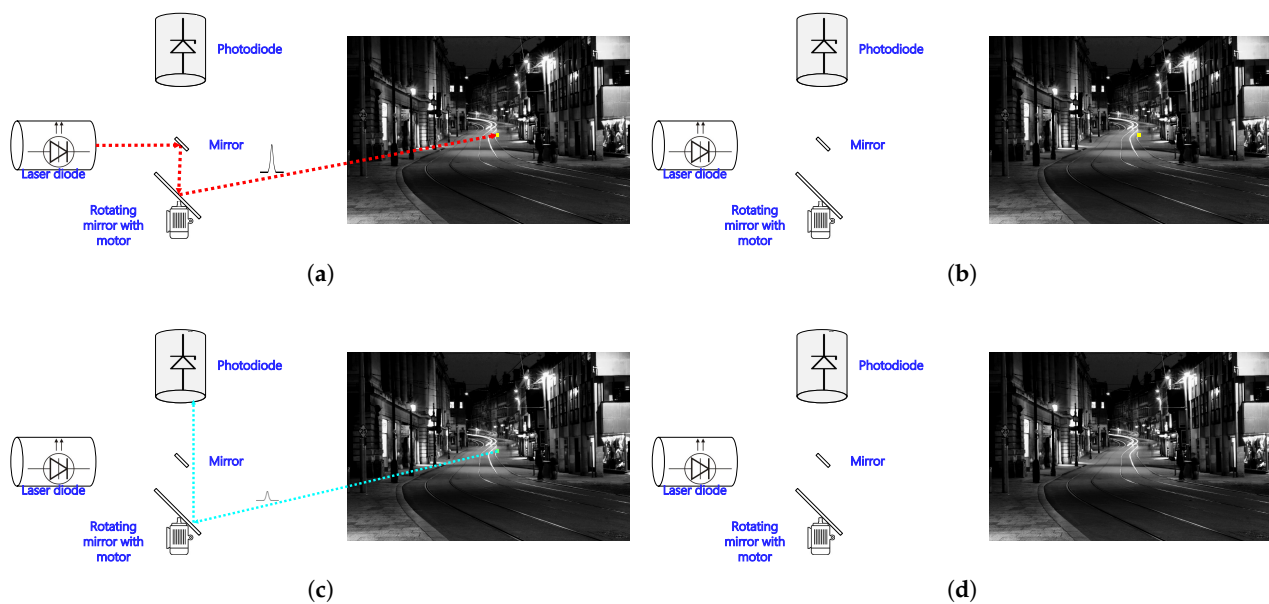 Photodiode
Mirror
Laser diode
Rotating
mirror with
motor
(a)
Photodiode
Mirror
Laser diode
Rotating
mirror with
motor
(b)
Photodiode
Mirror
Laser diode
Rotating
mirror with
motor
(c)
Photodiode
Mirror
Laser diode
Rotating
mirror with
motor
(d)